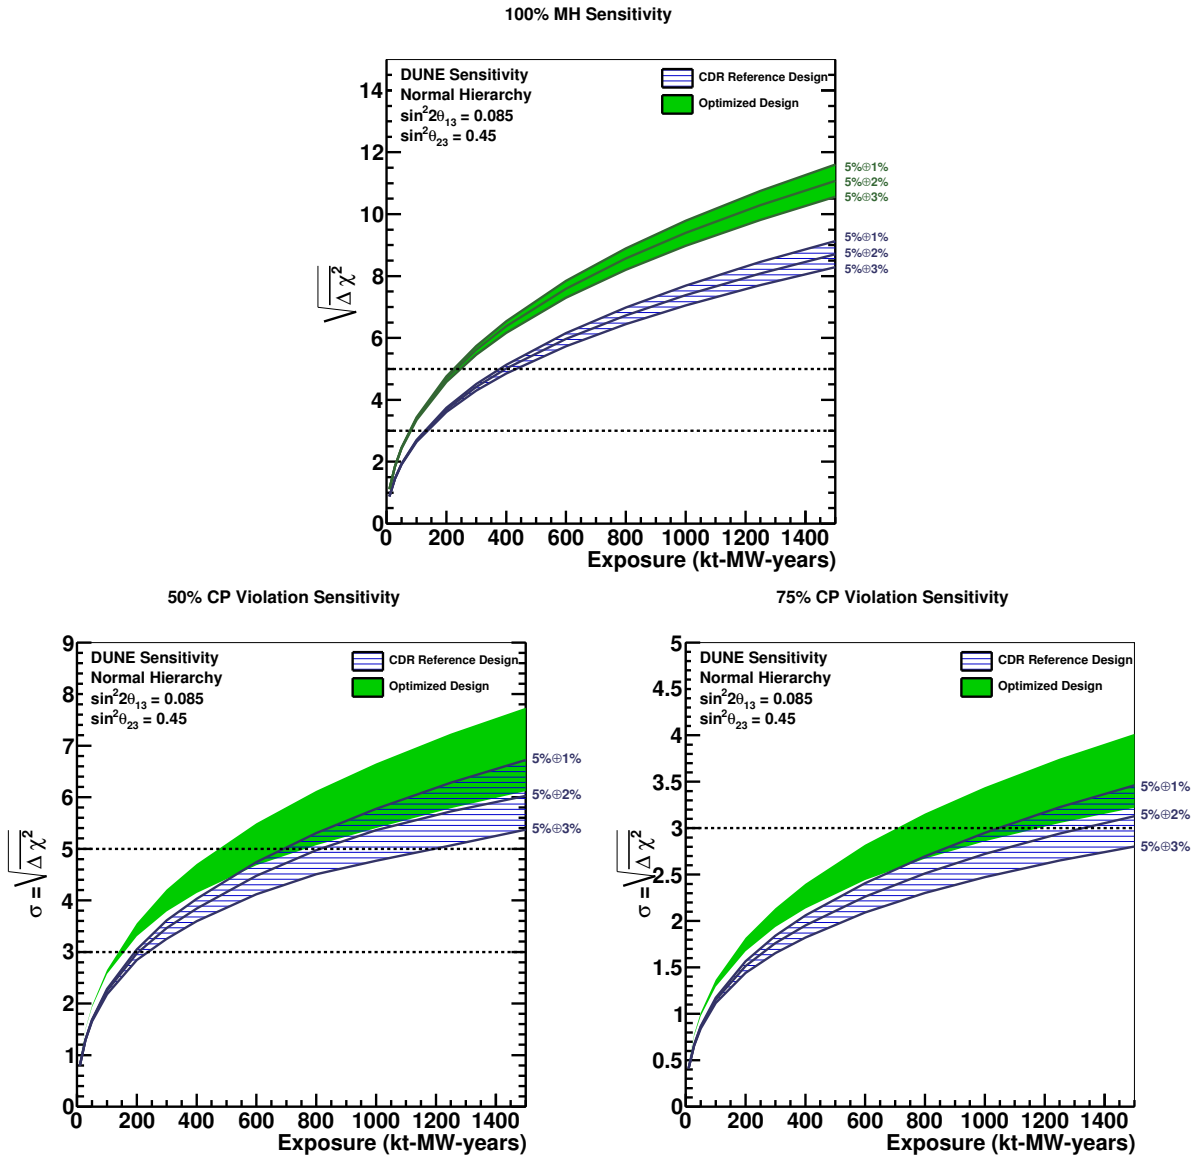 100% MH Sensitivity
DUNE Sensitivity
Normal Hierarchy
sin²2θ₁₃ = 0.085
sin²θ₂₃ = 0.45
CDR Reference Design
Optimized Design
14
12
10
8
6
4
2
0
√Δχ²
5%⊕1%
5%⊕2%
5%⊕3%
5%⊕1%
5%⊕2%
5%⊕3%
0 200 400 600 800 1000 1200 1400
Exposure (kt-MW-years)
50% CP Violation Sensitivity
DUNE Sensitivity
Normal Hierarchy
sin²2θ₁₃ = 0.085
sin²θ₂₃ = 0.45
CDR Reference Design
Optimized Design
9
8
7
6
5
4
3
2
1
0
σ = √Δχ²
5%⊕1%
5%⊕2%
5%⊕3%
0 200 400 600 800 1000 1200 1400
Exposure (kt-MW-years)
75% CP Violation Sensitivity
DUNE Sensitivity
Normal Hierarchy
sin²2θ₁₃ = 0.085
sin²θ₂₃ = 0.45
CDR Reference Design
Optimized Design
5
4.5
4
3.5
3
2.5
2
1.5
1
0.5
0
σ = √Δχ²
5%⊕1%
5%⊕2%
5%⊕3%
0 200 400 600 800 1000 1200 1400
Exposure (kt-MW-years)